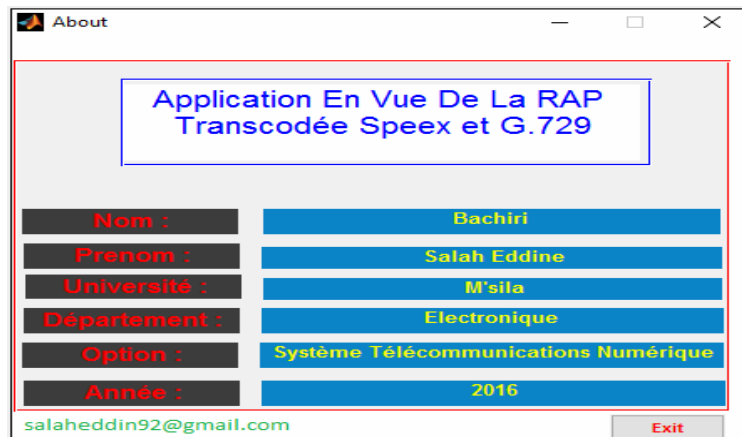 About
Application En Vue De La RAP
Transcodée Speex et G.729
Nom : Bachiri
Prenom : Salah Eddine
Université : M'sila
Département : Electronique
Option : Système Télécommunications Numérique
Année : 2016
salaheddin92@gmail.com Exit